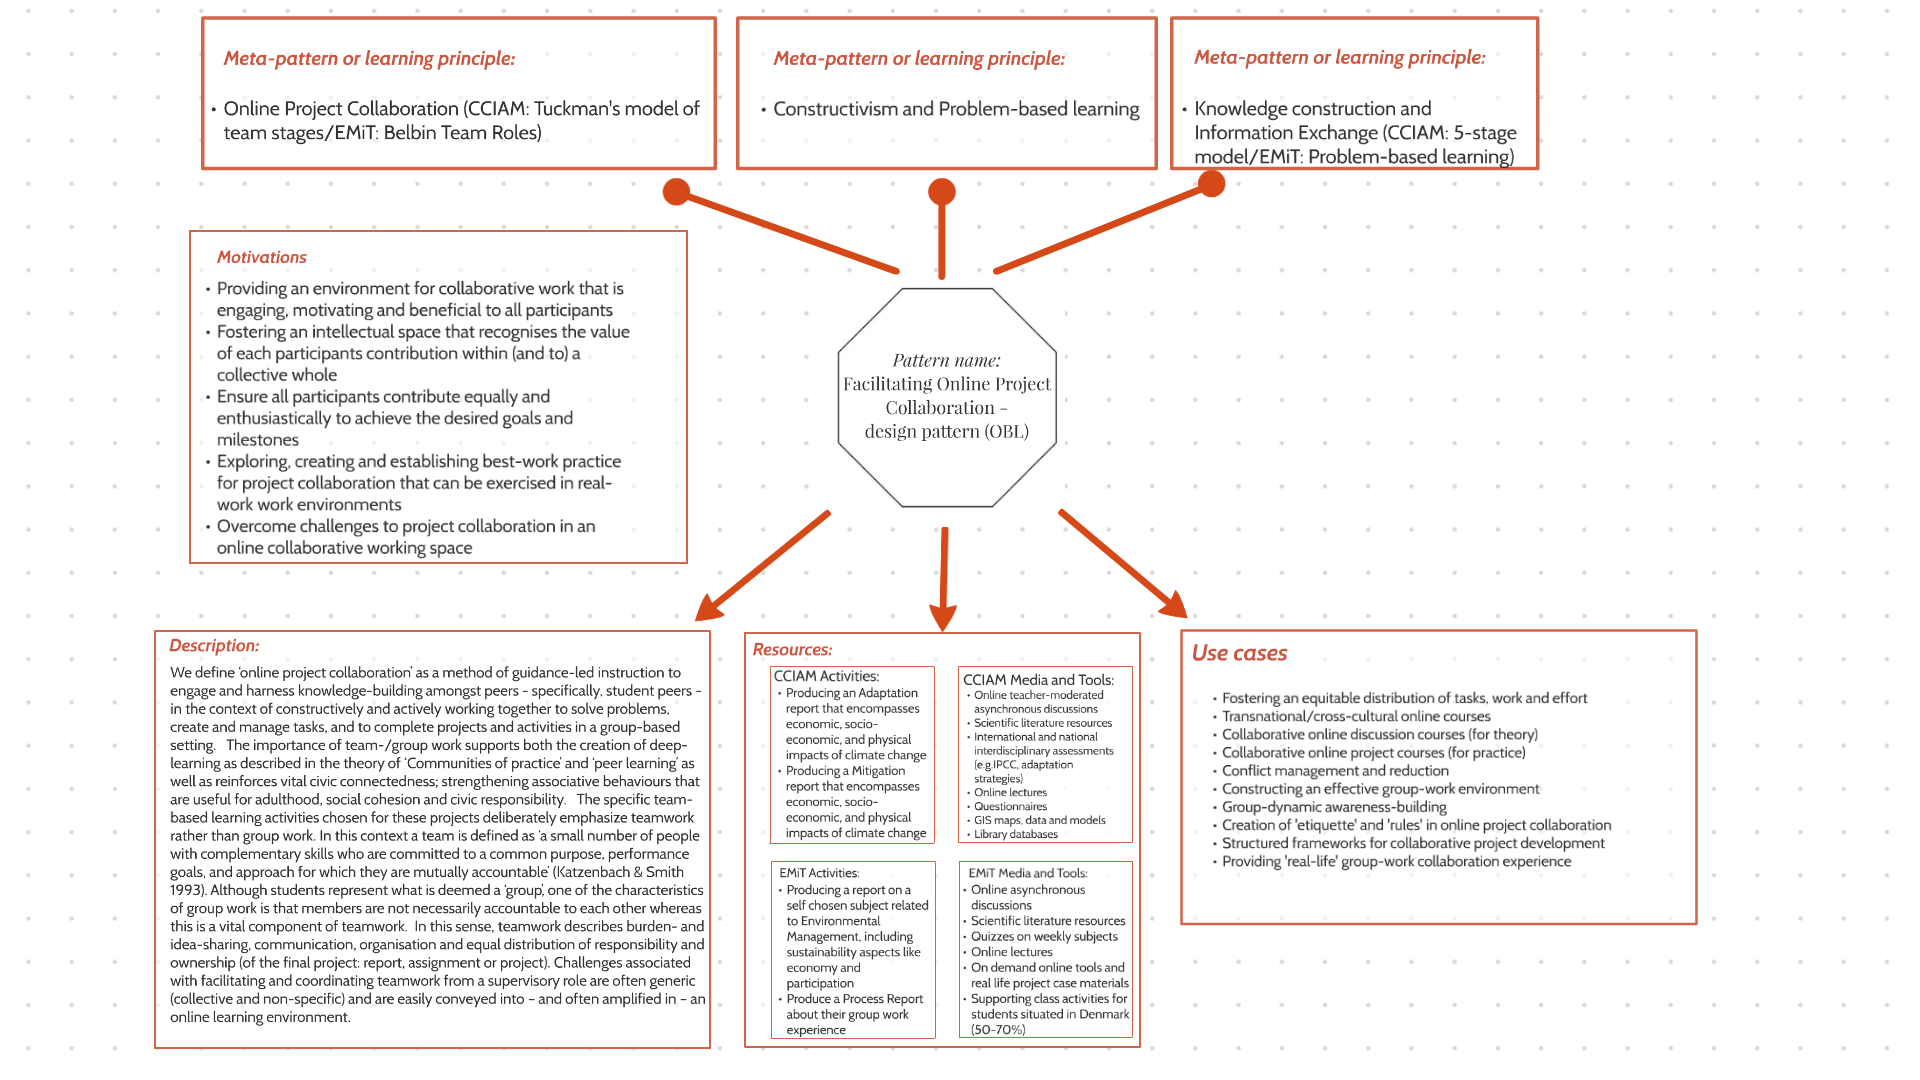 Meta-pattern or learning principle:
• Online Project Collaboration (CCIAM: Tuckman's model of
team stages/EMiT: Belbin Team Roles)
Meta-pattern or learning principle:
• Constructivism and Problem-based learning
Meta-pattern or learning principle:
• Knowledge construction and
Information Exchange (CCIAM: 5-stage
model/EMiT: Problem-based learning)
Motivations
• Providing an environment for collaborative work that is
engaging, motivating and beneficial to all participants
• Fostering an intellectual space that recognises the value
of each participants contribution within (and to) a
collective whole
• Ensure all participants contribute equally and
enthusiastically to achieve the desired goals and
milestones
• Exploring, creating and establishing best-work practice
for project collaboration that can be exercised in real-
work work environments
• Overcome challenges to project collaboration in an
online collaborative working space
Pattern name:
Facilitating Online Project
Collaboration -
design pattern (OBL)
Description:
We define 'online project collaboration' as a method of guidance-led instruction to
engage and harness knowledge-building amongst peers - specifically, student peers -
in the context of constructively and actively working together to solve problems,
create and manage tasks, and to complete projects and activities in a group-based
setting. The importance of team-/group work supports both the creation of deep-
learning as described in the theory of 'Communities of practice' and 'peer learning' as
well as reinforces vital civic connectedness; strengthening associative behaviours that
are useful for adulthood, social cohesion and civic responsibility. The specific team-
based learning activities chosen for these projects deliberately emphasize teamwork
rather than group work. In this context a team is defined as 'a small number of people
with complementary skills who are committed to a common purpose, performance
goals, and approach for which they are mutually accountable' (Katzenbach & Smith
1993). Although students represent what is deemed a 'group', one of the characteristics
of group work is that members are not necessarily accountable to each other whereas
this is a vital component of teamwork. In this sense, teamwork describes burden- and
idea-sharing, communication, organisation and equal distribution of responsibility and
ownership (of the final project: report, assignment or project). Challenges associated
with facilitating and coordinating teamwork from a supervisory role are often generic
(collective and non-specific) and are easily conveyed into – and often amplified in – an
online learning environment.
Resources:
CCIAM Activities:
• Producing an Adaptation
report that encompasses
economic, socio-
economic, and physical
impacts of climate change
• Producing a Mitigation
report that encompasses
economic, socio-
economic, and physical
impacts of climate change
CCIAM Media and Tools:
• Online teacher-moderated
asynchronous discussions
• Scientific literature resources
• International and national
interdisciplinary assessments
(e.g.IPCC, adaptation
strategies)
• Online lectures
• Questionnaires
• GIS maps, data and models
• Library databases
EMiT Activities:
• Producing a report on a
self chosen subject related
to Environmental
Management, including
sustainability aspects like
economy and
participation
• Produce a Process Report
about their group work
experience
EMiT Media and Tools:
• Online asynchronous
discussions
• Scientific literature resources
• Quizzes on weekly subjects
• Online lectures
• On demand online tools and
real life project case materials
• Supporting class activities for
students situated in Denmark
(50-70%)
Use cases
• Fostering an equitable distribution of tasks, work and effort
• Transnational/cross-cultural online courses
• Collaborative online discussion courses (for theory)
• Collaborative online project courses (for practice)
• Conflict management and reduction
• Constructing an effective group-work environment
• Group-dynamic awareness-building
• Creation of 'etiquette' and 'rules' in online project collaboration
• Structured frameworks for collaborative project development
• Providing 'real-life' group-work collaboration experience